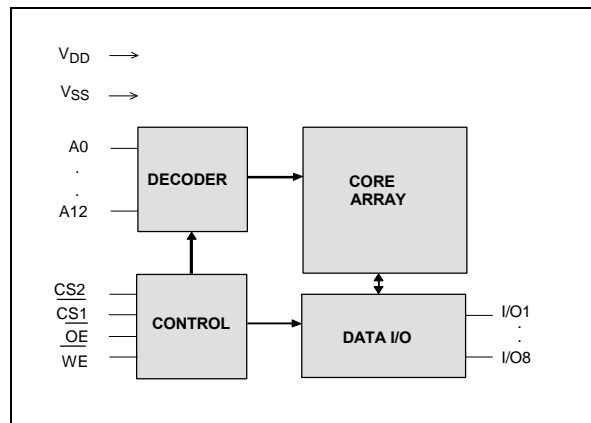 VDD
VSS
A0
.
.
A12
DECODER
CORE
ARRAY
CS2
CS1
OE
WE
CONTROL
DATA I/O
I/O1
.
.
I/O8